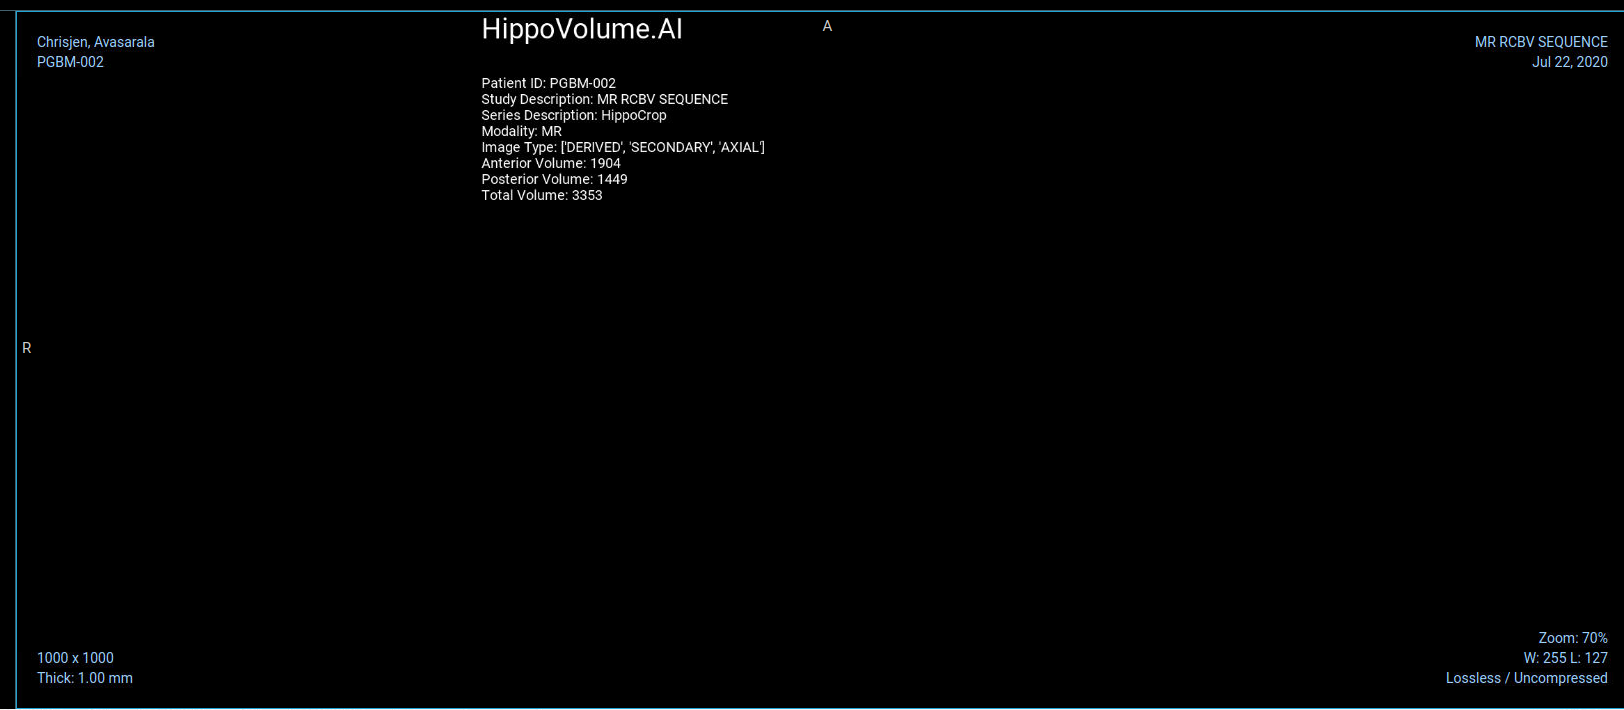 HippoVolume.AI
A
Chrisjen, Avasarala
PGBM-002
MR RCBV SEQUENCE
Jul 22, 2020
Patient ID: PGBM-002
Study Description: MR RCBV SEQUENCE
Series Description: HippoCrop
Modality: MR
Image Type: ['DERIVED', 'SECONDARY', 'AXIAL']
Anterior Volume: 1904
Posterior Volume: 1449
Total Volume: 3353
R
1000 x 1000
Thick: 1.00 mm
Zoom: 70%
W: 255 L: 127
Lossless / Uncompressed